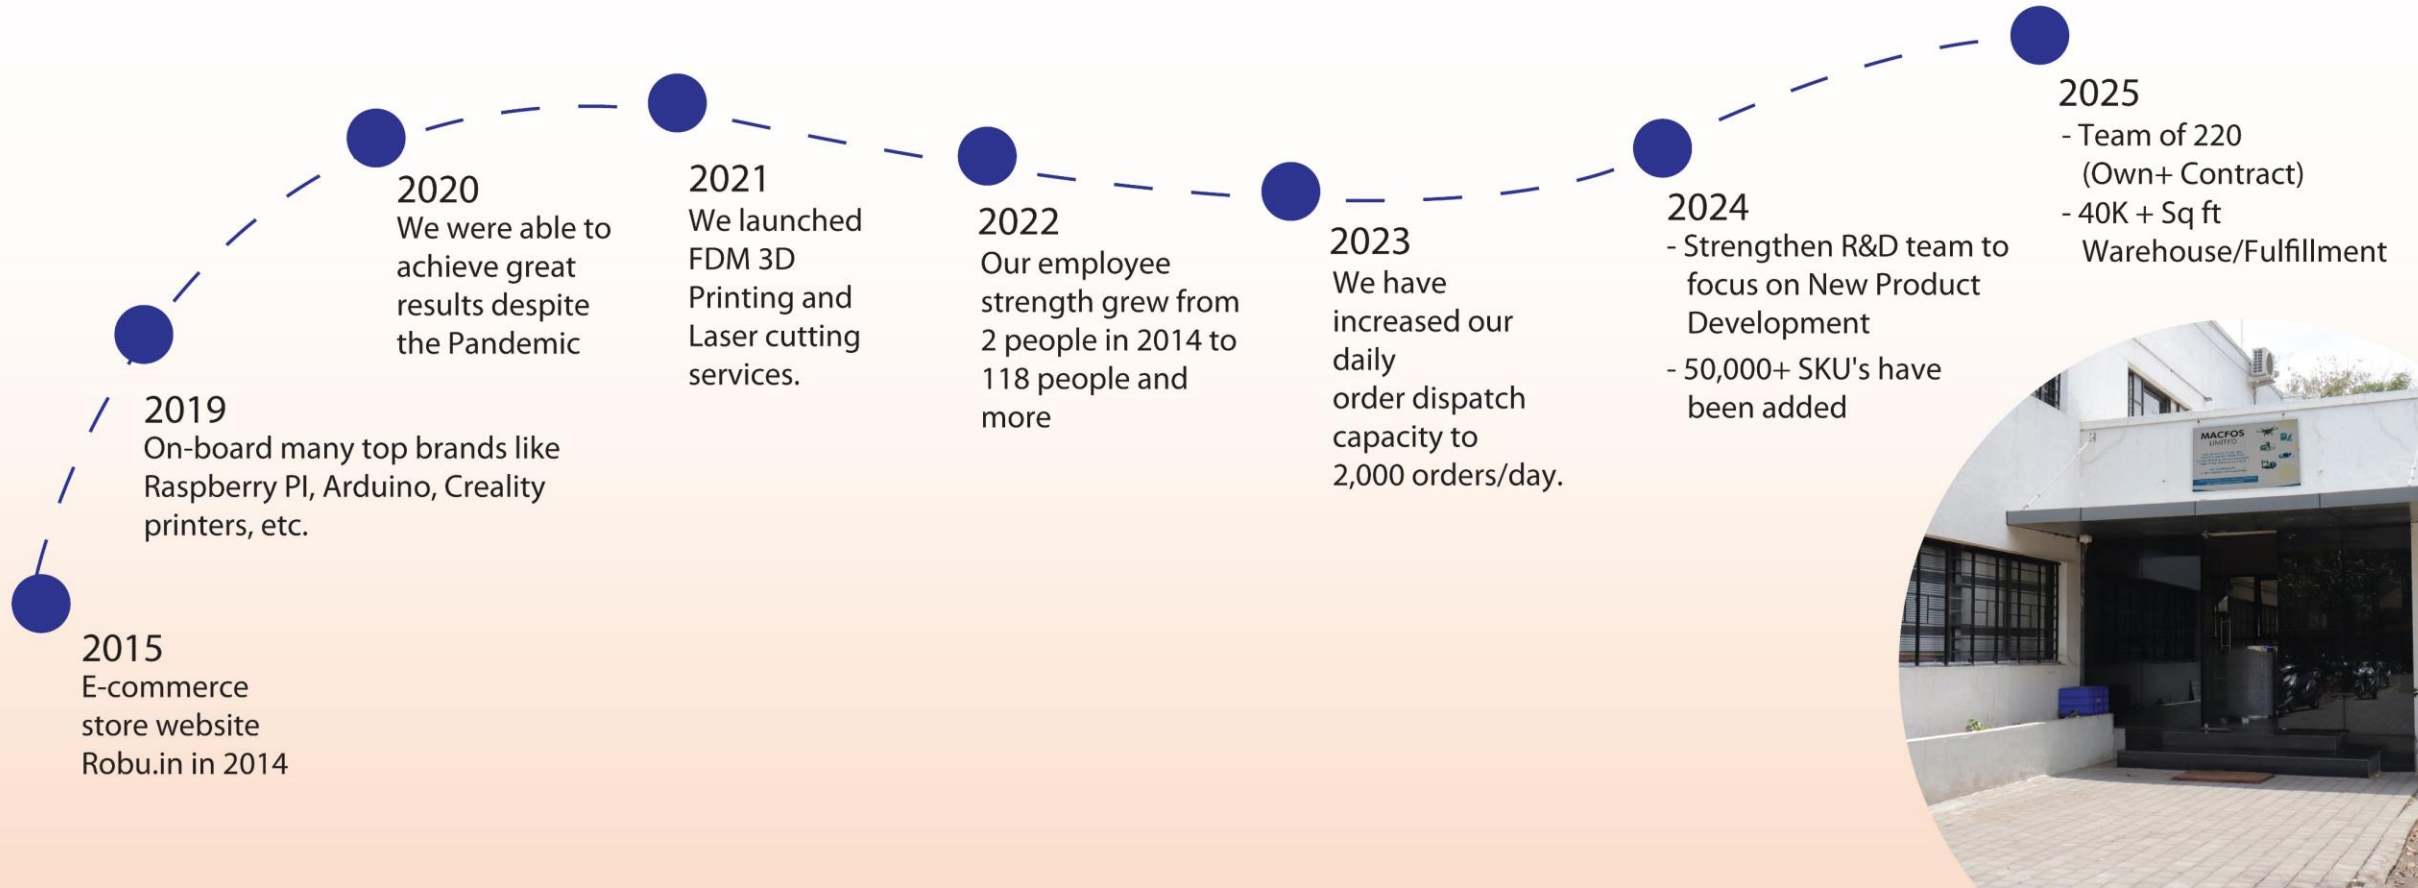 2015
E-commerce
store website
Robu.in in 2014
2019
On-board many top brands like
Raspberry PI, Arduino, Creality
printers, etc.
2020
We were able to
achieve great
results despite
the Pandemic
2021
We launched
FDM 3D
Printing and
Laser cutting
services.
2022
Our employee
strength grew from
2 people in 2014 to
118 people and
more
2023
We have
increased our
daily
order dispatch
capacity to
2,000 orders/day.
2024
- Strengthen R&D team to
focus on New Product
Development
- 50,000+ SKU's have
been added
2025
- Team of 220
(Own+ Contract)
- 40K + Sq ft
Warehouse/Fulfillment
MACFOS
LIMITED